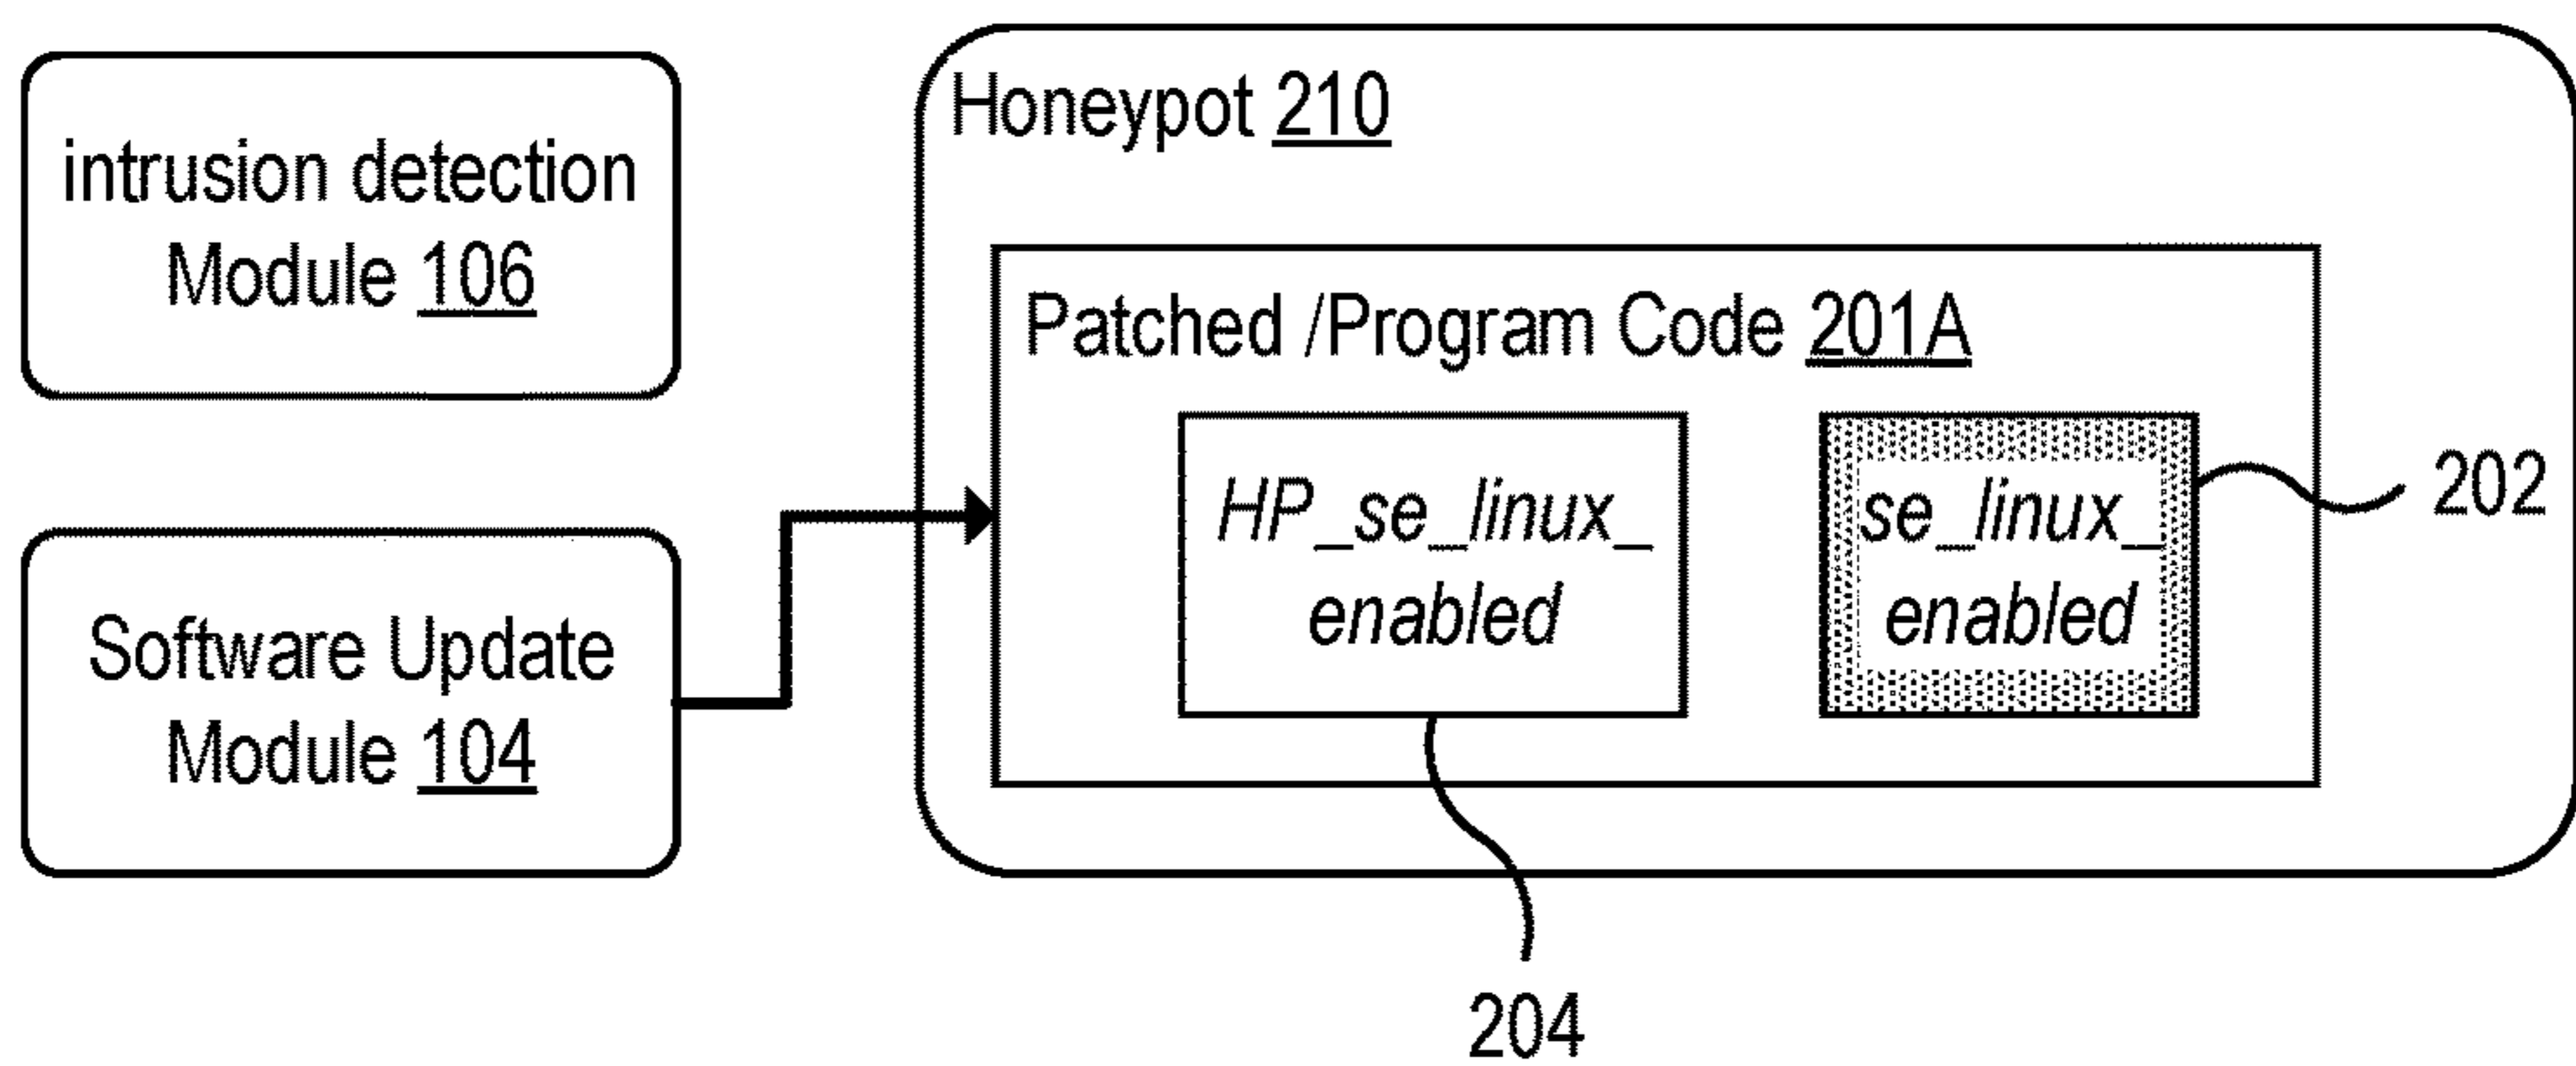 intrusion detection
Module 106
Software Update
Module 104
Honeypot 210
Patched /Program Code 201A
HP_se_linux_
enabled
se_linux_
enabled
202
204